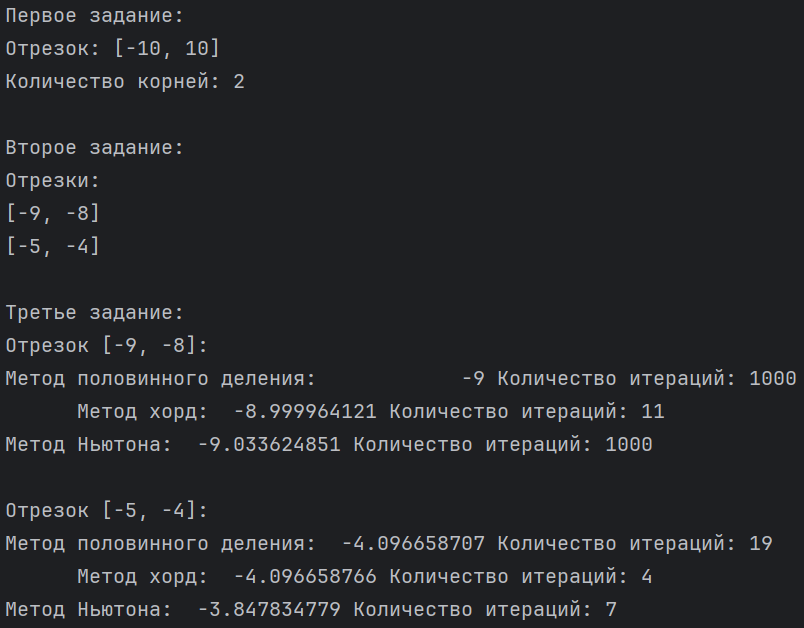 Первое задание:
Отрезок: [-10, 10]
Количество корней: 2
Второе задание:
Отрезки:
[-9, -8]
[-5, -4]
Третье задание:
Отрезок [-9, -8]:
Метод половинного деления: -9 Количество итераций: 1000
Метод хорд: -8.999964121 Количество итераций: 11
Метод Ньютона: -9.033624851 Количество итераций: 1000
Отрезок [-5, -4]:
Метод половинного деления: -4.096658707 Количество итераций: 19
Метод хорд: -4.096658766 Количество итераций: 4
Метод Ньютона: -3.847834779 Количество итераций: 7